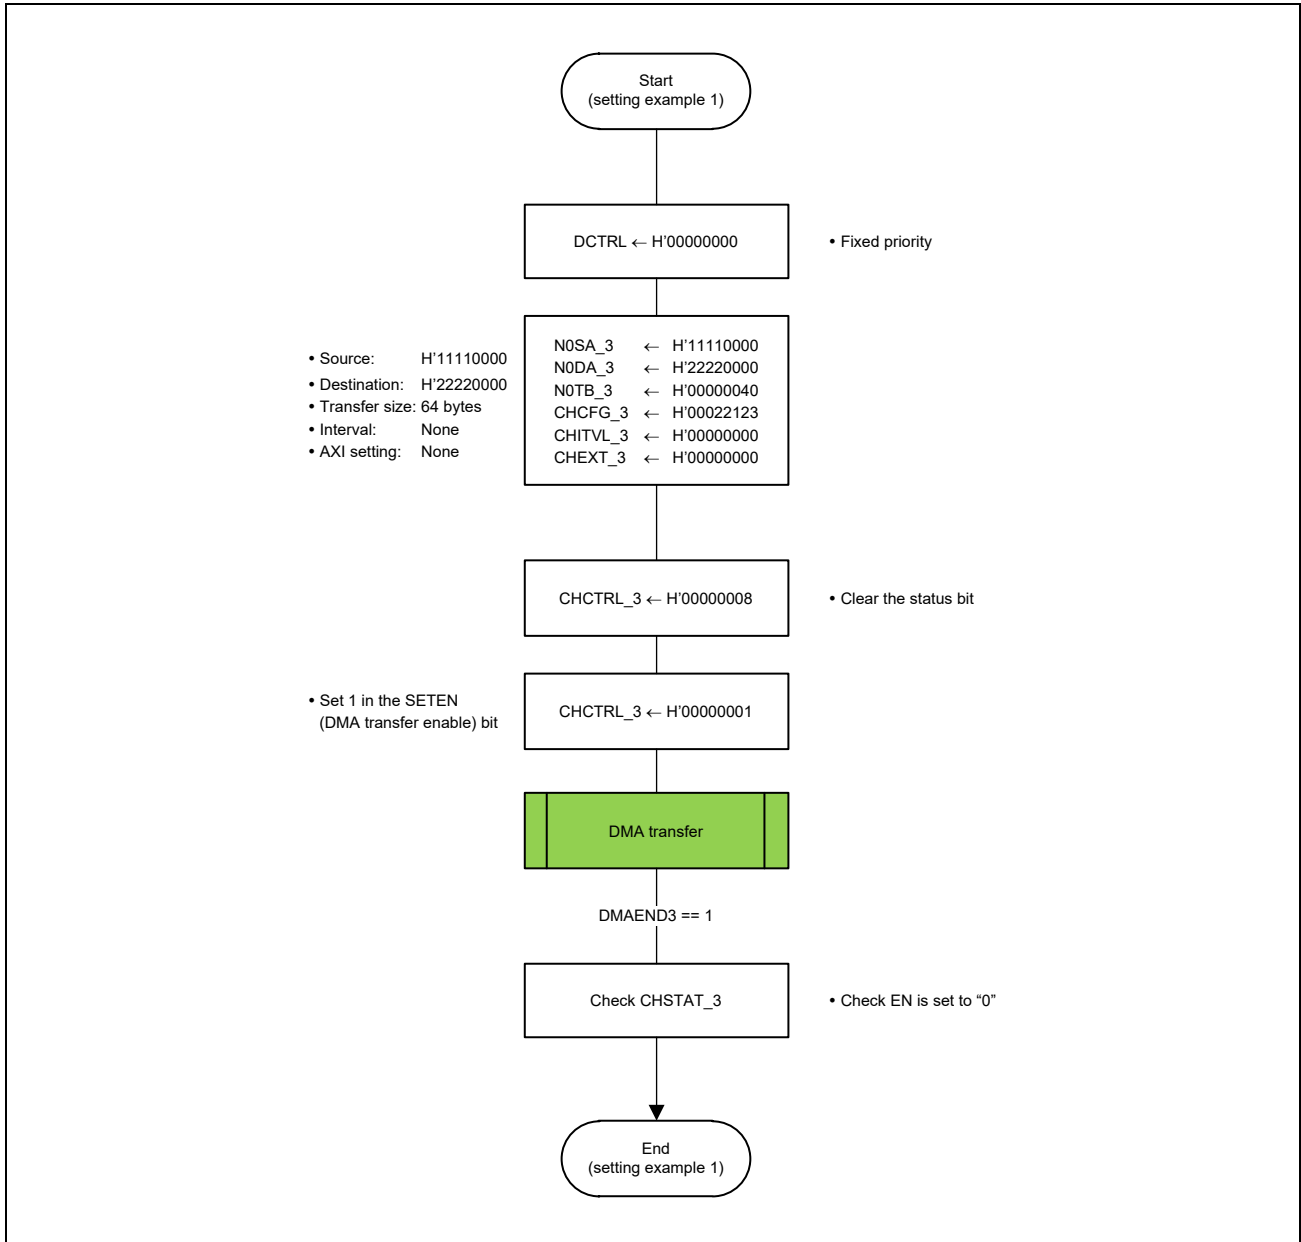 Start
(setting example 1)
DCTRL ← H'00000000
• Fixed priority
• Source: H'11110000
• Destination: H'22220000
• Transfer size: 64 bytes
• Interval: None
• AXI setting: None
N0SA_3 ← H'11110000
N0DA_3 ← H'22220000
N0TB_3 ← H'00000040
CHCFG_3 ← H'00022123
CHITVL_3 ← H'00000000
CHEXT_3 ← H'00000000
CHCTRL_3 ← H'00000008
• Clear the status bit
• Set 1 in the SETEN
(DMA transfer enable) bit
CHCTRL_3 ← H'00000001
DMA transfer
DMAEND3 == 1
Check CHSTAT_3
• Check EN is set to “0”
End
(setting example 1)